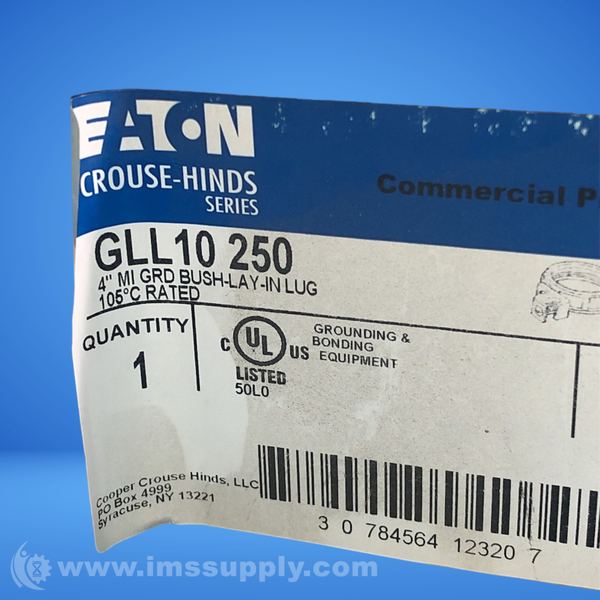 EATON
CROUSE-HINDS
SERIES
Commercial P
GLL10 250
4" MI GRD BUSH-LAY-IN LUG
105°C RATED
QUANTITY
1
C UL US
LISTED
50L0
GROUNDING &
BONDING
EQUIPMENT
Cooper Crouse Hinds, LLC
PO Box 4999
Syracuse, NY 13221
3 0 784564 12320 7
www.imssupply.com